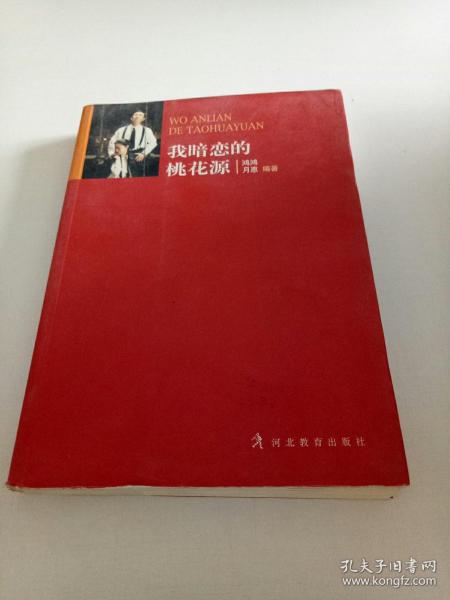 WO ANLIAN
DE TAOHUAYUAN
我暗恋的
桃花源
鸿鸿
月惠 编著
河北教育出版社
孔夫子旧书网
www.kongfz.com